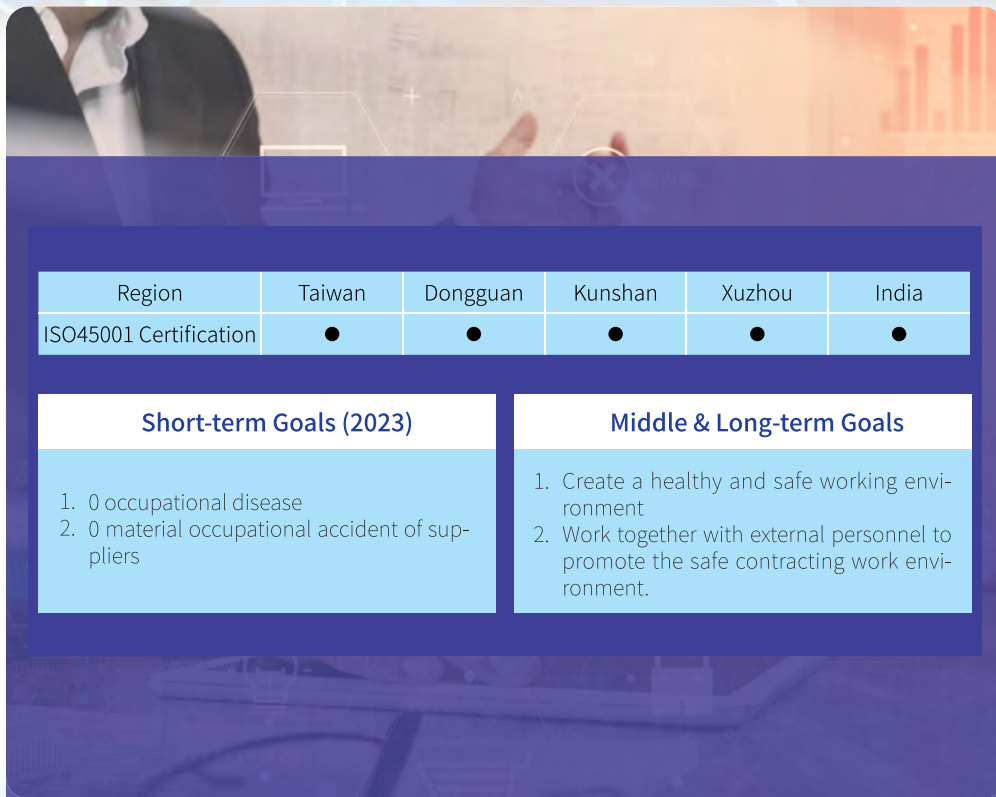 Region Taiwan Dongguan Kunshan Xuzhou India
ISO45001 Certification ● ● ● ● ●
Short-term Goals (2023)
1. 0 occupational disease
2. 0 material occupational accident of sup-
pliers
Middle & Long-term Goals
1. Create a healthy and safe working envi-
ronment
2. Work together with external personnel to
promote the safe contracting work envi-
ronment.